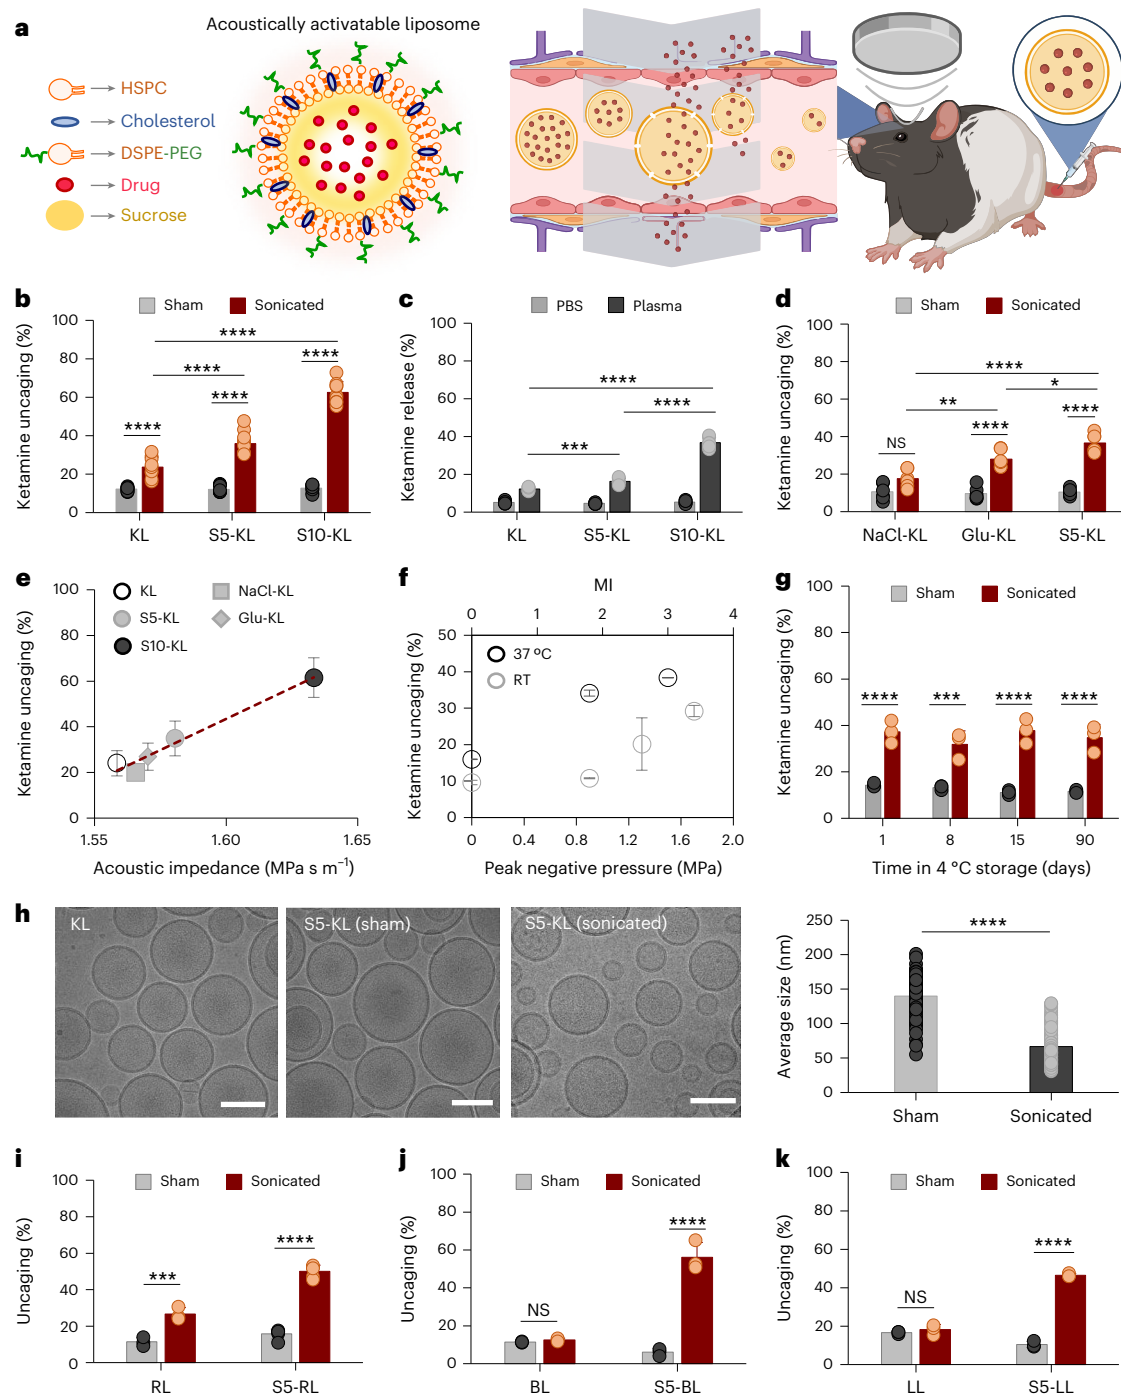 a
Acoustically activatable liposome
HSPC
Cholesterol
DSPE-PEG
Drug
Sucrose
b
Sham
Sonicated
Ketamine uncaging (%)
100
80
60
40
20
0
****
****
****
****
****
KL
S5-KL
S10-KL
c
PBS
Plasma
Ketamine release (%)
100
80
60
40
20
0
****
****
***
KL
S5-KL
S10-KL
d
Sham
Sonicated
Ketamine uncaging (%)
100
80
60
40
20
0
****
*
**
****
****
NS
NaCl-KL
Glu-KL
S5-KL
e
Ketamine uncaging (%)
100
80
60
40
20
0
KL
NaCl-KL
S5-KL
Glu-KL
S10-KL
1.55
1.60
1.65
Acoustic impedance (MPa s m⁻¹)
f
MI
0
1
2
3
4
Ketamine uncaging (%)
50
40
30
20
10
0
37 ºC
RT
0
0.4
0.8
1.2
1.6
2.0
Peak negative pressure (MPa)
g
Sham
Sonicated
Ketamine uncaging (%)
100
80
60
40
20
0
****
***
****
****
1
8
15
90
Time in 4 °C storage (days)
h
KL
S5-KL (sham)
S5-KL (sonicated)
Average size (nm)
250
200
150
100
50
0
****
Sham
Sonicated
i
Sham
Sonicated
Uncaging (%)
100
80
60
40
20
0
***
****
RL
S5-RL
j
Sham
Sonicated
Uncaging (%)
100
80
60
40
20
0
NS
****
BL
S5-BL
k
Sham
Sonicated
Uncaging (%)
100
80
60
40
20
0
NS
****
LL
S5-LL